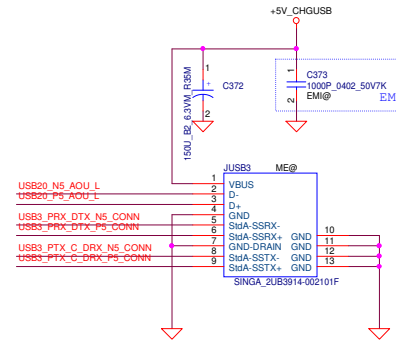 +5V_CHGUSB
1
C372
+
2
150U_B2_6.3VM_R35M
1
C373
1000P_0402_50V7K
EMI@
2
EM
JUSB3 ME@
USB20_N5_AOU_L
USB20_P5_AOU_L
USB3_PRX_DTX_N5_CONN
USB3_PRX_DTX_P5_CONN
USB3_PTX_C_DRX_N5_CONN
USB3_PTX_C_DRX_P5_CONN
1 VBUS
2 D-
3 D+
4 GND
5 StdA-SSRX-
6 StdA-SSRX+ GND 10
7 GND-DRAIN GND 11
8 StdA-SSTX- GND 12
9 StdA-SSTX+ GND 13
SINGA_2UB3914-002101F